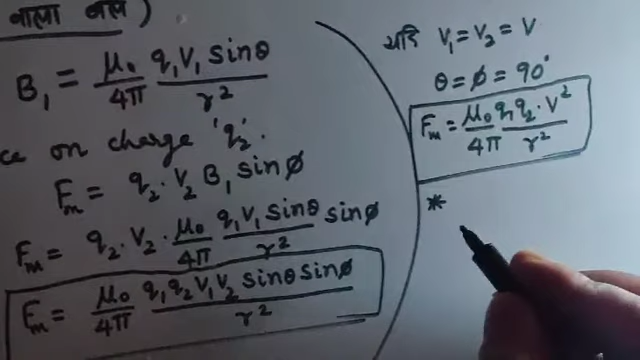 वाला बल)
B₁ = μ₀/4π q₁v₁ sinθ/r²
ce on charge 'q₂'.
Fₘ = q₂·v₂ B₁ sinϕ
Fₘ = q₂·v₂·μ₀/4π q₁v₁ sinθ/r² sinϕ
Fₘ = μ₀/4π q₁q₂v₁v₂ sinθ sinϕ/r²
यदि v₁ = v₂ = v
θ = ϕ = 90°
Fₘ = μ₀/4π q₁q₂·v²/r²
*